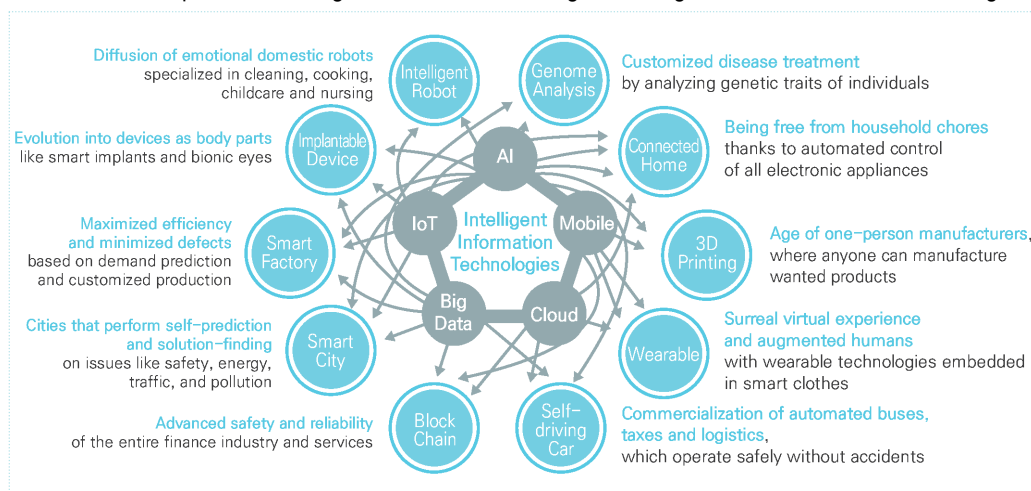 Diffusion of emotional domestic robots
specialized in cleaning, cooking,
childcare and nursing
Intelligent
Robot
Genome
Analysis
Customized disease treatment
by analyzing genetic traits of individuals
Evolution into devices as body parts
like smart implants and bionic eyes
Implantable
Device
AI
Connected
Home
Being free from household chores
thanks to automated control
of all electronic appliances
Maximized efficiency
and minimized defects
based on demand prediction
and customized production
Smart
Factory
IoT
Intelligent
Information
Technologies
Mobile
3D
Printing
Age of one-person manufacturers,
where anyone can manufacture
wanted products
Big
Data
Cloud
Cities that perform self-prediction
and solution-finding
on issues like safety, energy,
traffic, and pollution
Smart
City
Wearable
Surreal virtual experience
and augmented humans
with wearable technologies embedded
in smart clothes
Advanced safety and reliability
of the entire finance industry and services
Block
Chain
Self-
driving
Car
Commercialization of automated buses,
taxes and logistics,
which operate safely without accidents